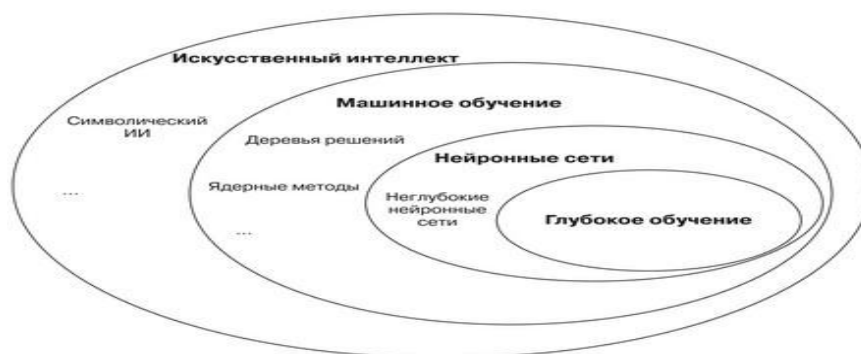 Искусственный интеллект
Символический
ИИ
...
Машинное обучение
Деревья решений
Ядерные методы
...
Нейронные сети
Неглубокие
нейронные
сети
Глубокое обучение